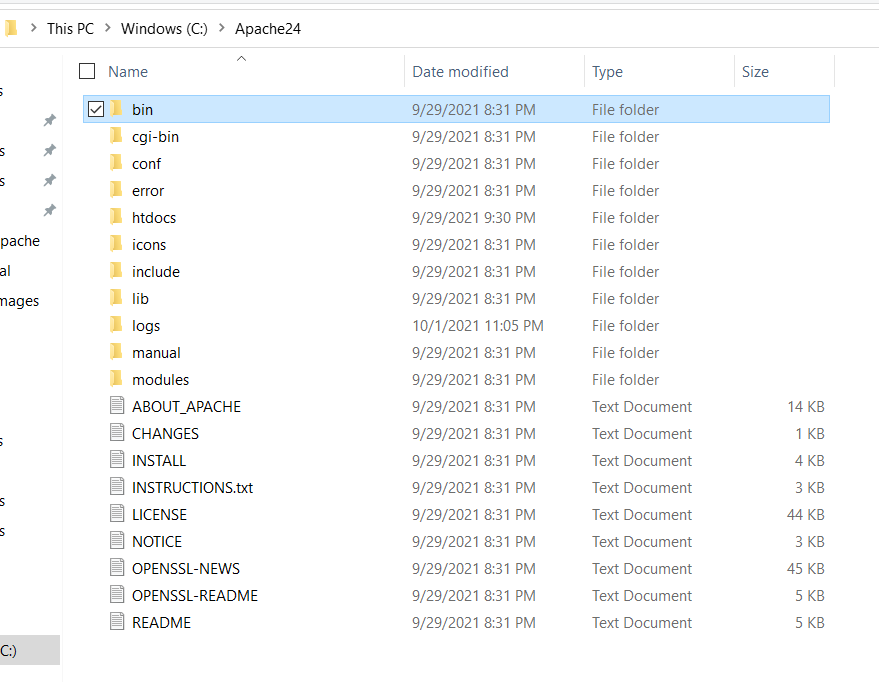 This PC > Windows (C:) > Apache24
Name Date modified Type Size
bin 9/29/2021 8:31 PM File folder
cgi-bin 9/29/2021 8:31 PM File folder
conf 9/29/2021 8:31 PM File folder
error 9/29/2021 8:31 PM File folder
htdocs 9/29/2021 9:30 PM File folder
icons 9/29/2021 8:31 PM File folder
include 9/29/2021 8:31 PM File folder
lib 9/29/2021 8:31 PM File folder
logs 10/1/2021 11:05 PM File folder
manual 9/29/2021 8:31 PM File folder
modules 9/29/2021 8:31 PM File folder
ABOUT_APACHE 9/29/2021 8:31 PM Text Document 14 KB
CHANGES 9/29/2021 8:31 PM Text Document 1 KB
INSTALL 9/29/2021 8:31 PM Text Document 4 KB
INSTRUCTIONS.txt 9/29/2021 8:31 PM Text Document 3 KB
LICENSE 9/29/2021 8:31 PM Text Document 44 KB
NOTICE 9/29/2021 8:31 PM Text Document 3 KB
OPENSSL-NEWS 9/29/2021 8:31 PM Text Document 45 KB
OPENSSL-README 9/29/2021 8:31 PM Text Document 5 KB
README 9/29/2021 8:31 PM Text Document 5 KB
pache
al
mages
C:)